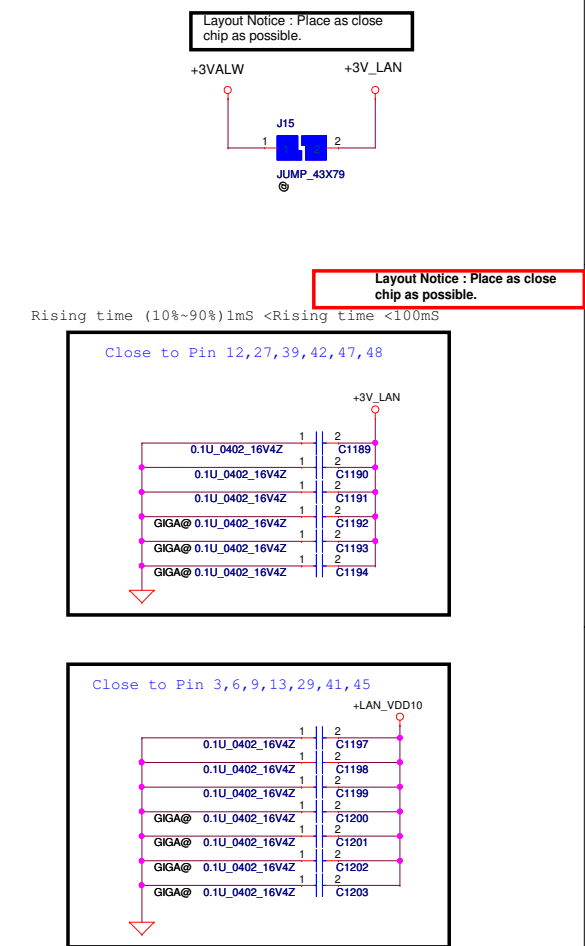 Layout Notice : Place as close
chip as possible.
+3VALW +3V_LAN
J15
1 2
1 2
JUMP_43X79
@
Layout Notice : Place as close
chip as possible.
Rising time (10%~90%)1mS <Rising time <100mS
Close to Pin 12,27,39,42,47,48
+3V_LAN
1 2
0.1U_0402_16V4Z C1189
1 2
0.1U_0402_16V4Z C1190
1 2
0.1U_0402_16V4Z C1191
1 2
GIGA@ 0.1U_0402_16V4Z C1192
1 2
GIGA@ 0.1U_0402_16V4Z C1193
1 2
GIGA@ 0.1U_0402_16V4Z C1194
Close to Pin 3,6,9,13,29,41,45
+LAN_VDD10
1 2
0.1U_0402_16V4Z C1197
1 2
0.1U_0402_16V4Z C1198
1 2
0.1U_0402_16V4Z C1199
1 2
GIGA@ 0.1U_0402_16V4Z C1200
1 2
GIGA@ 0.1U_0402_16V4Z C1201
1 2
GIGA@ 0.1U_0402_16V4Z C1202
1 2
GIGA@ 0.1U_0402_16V4Z C1203